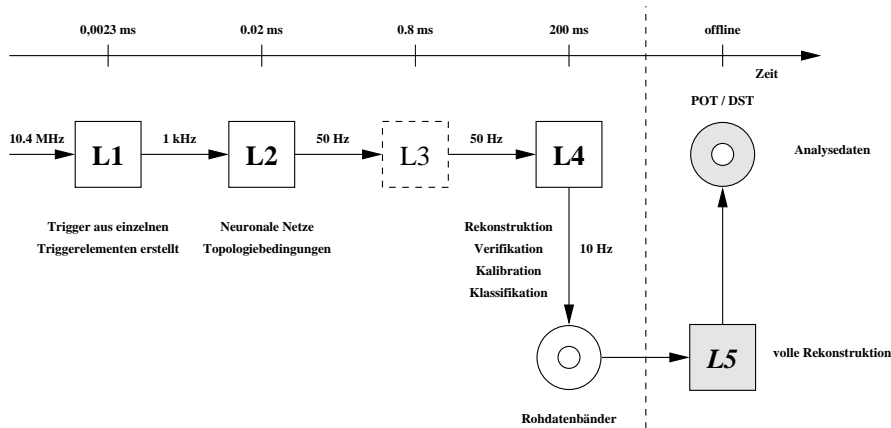 0,0023 ms
0.02 ms
0.8 ms
200 ms
offline
Zeit
POT / DST
10.4 MHz
L1
1 kHz
L2
50 Hz
L3
50 Hz
L4
Analysedaten
Trigger aus einzelnen
Triggerelementen erstellt
Neuronale Netze
Topologiebedingungen
Rekonstruktion
Verifikation
Kalibration
Klassifikation
10 Hz
L5
volle Rekonstruktion
Rohdatenbänder